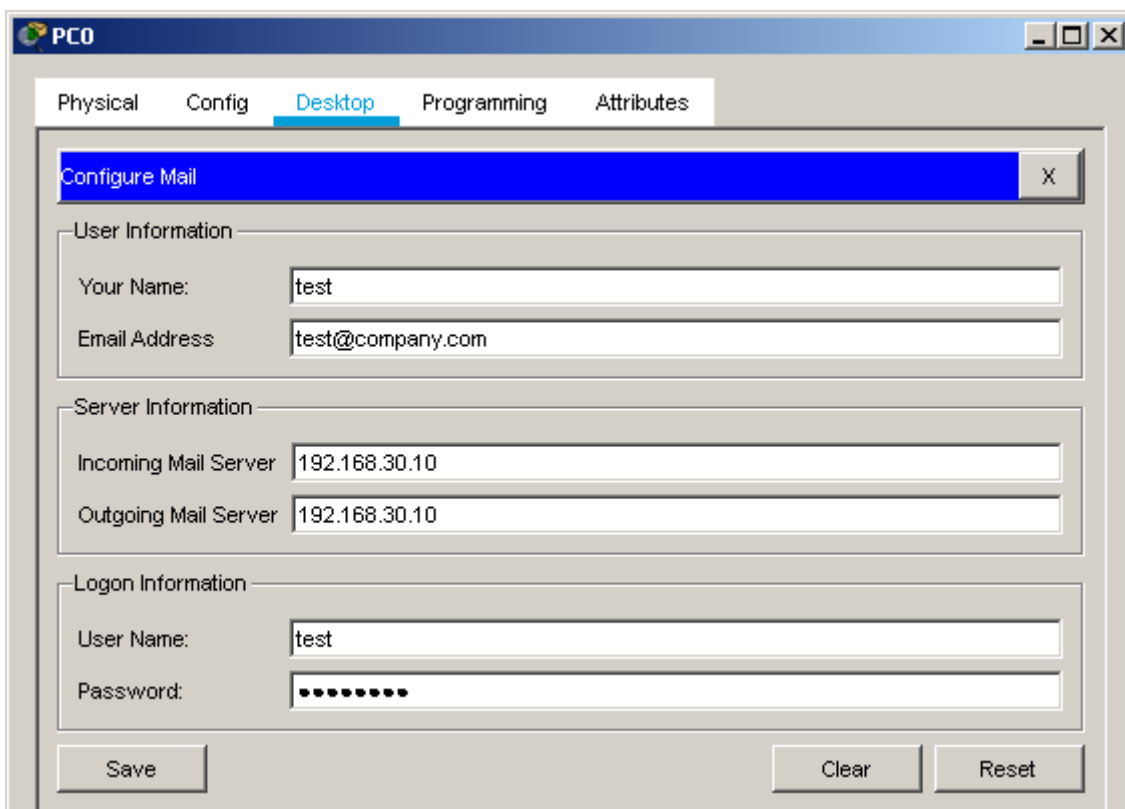 PC0
Physical Config Desktop Programming Attributes
Configure Mail X
User Information
Your Name: test
Email Address test@company.com
Server Information
Incoming Mail Server 192.168.30.10
Outgoing Mail Server 192.168.30.10
Logon Information
User Name: test
Password: ••••••••
Save Clear Reset